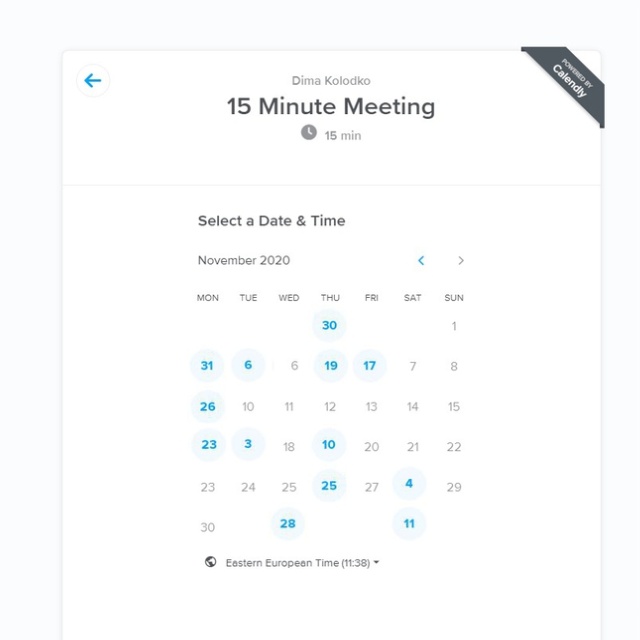 POWERED BY
Calendly
Dima Kolodko
15 Minute Meeting
15 min
Select a Date & Time
November 2020
MON TUE WED THU FRI SAT SUN
30 1
31 6 6 19 17 7 8
26 10 11 12 13 14 15
23 3 18 10 20 21 22
23 24 25 25 27 4 29
30 28 11
Eastern European Time (11:38)